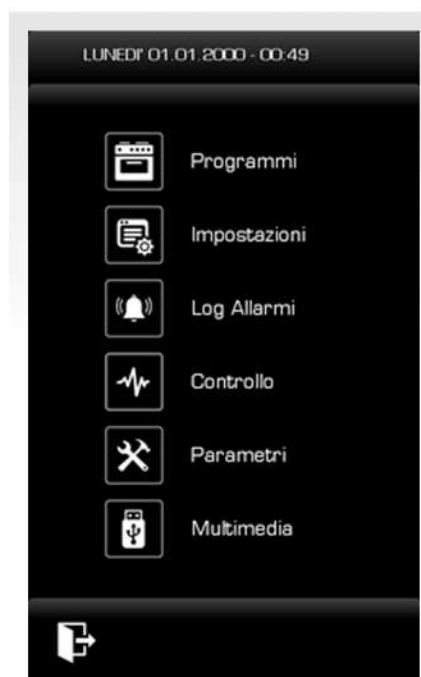 LUNEDI' 01.01.2000 - 00:49
Programmi
Impostazioni
Log Allarmi
Controllo
Parametri
Multimedia